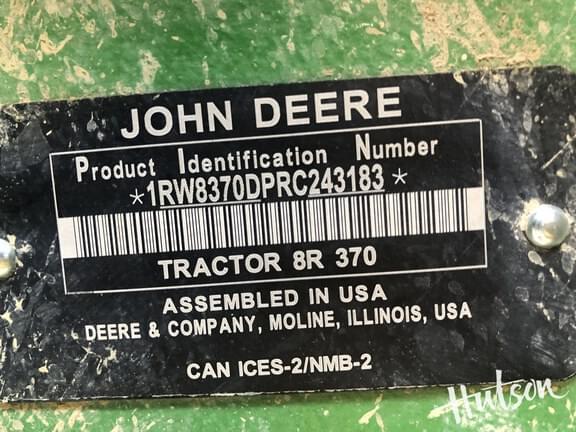 JOHN DEERE
Product Identification Number
*1RW8370DPRC243183*
TRACTOR 8R 370
ASSEMBLED IN USA
DEERE & COMPANY, MOLINE, ILLINOIS, USA
CAN ICES-2/NMB-2
Hutson